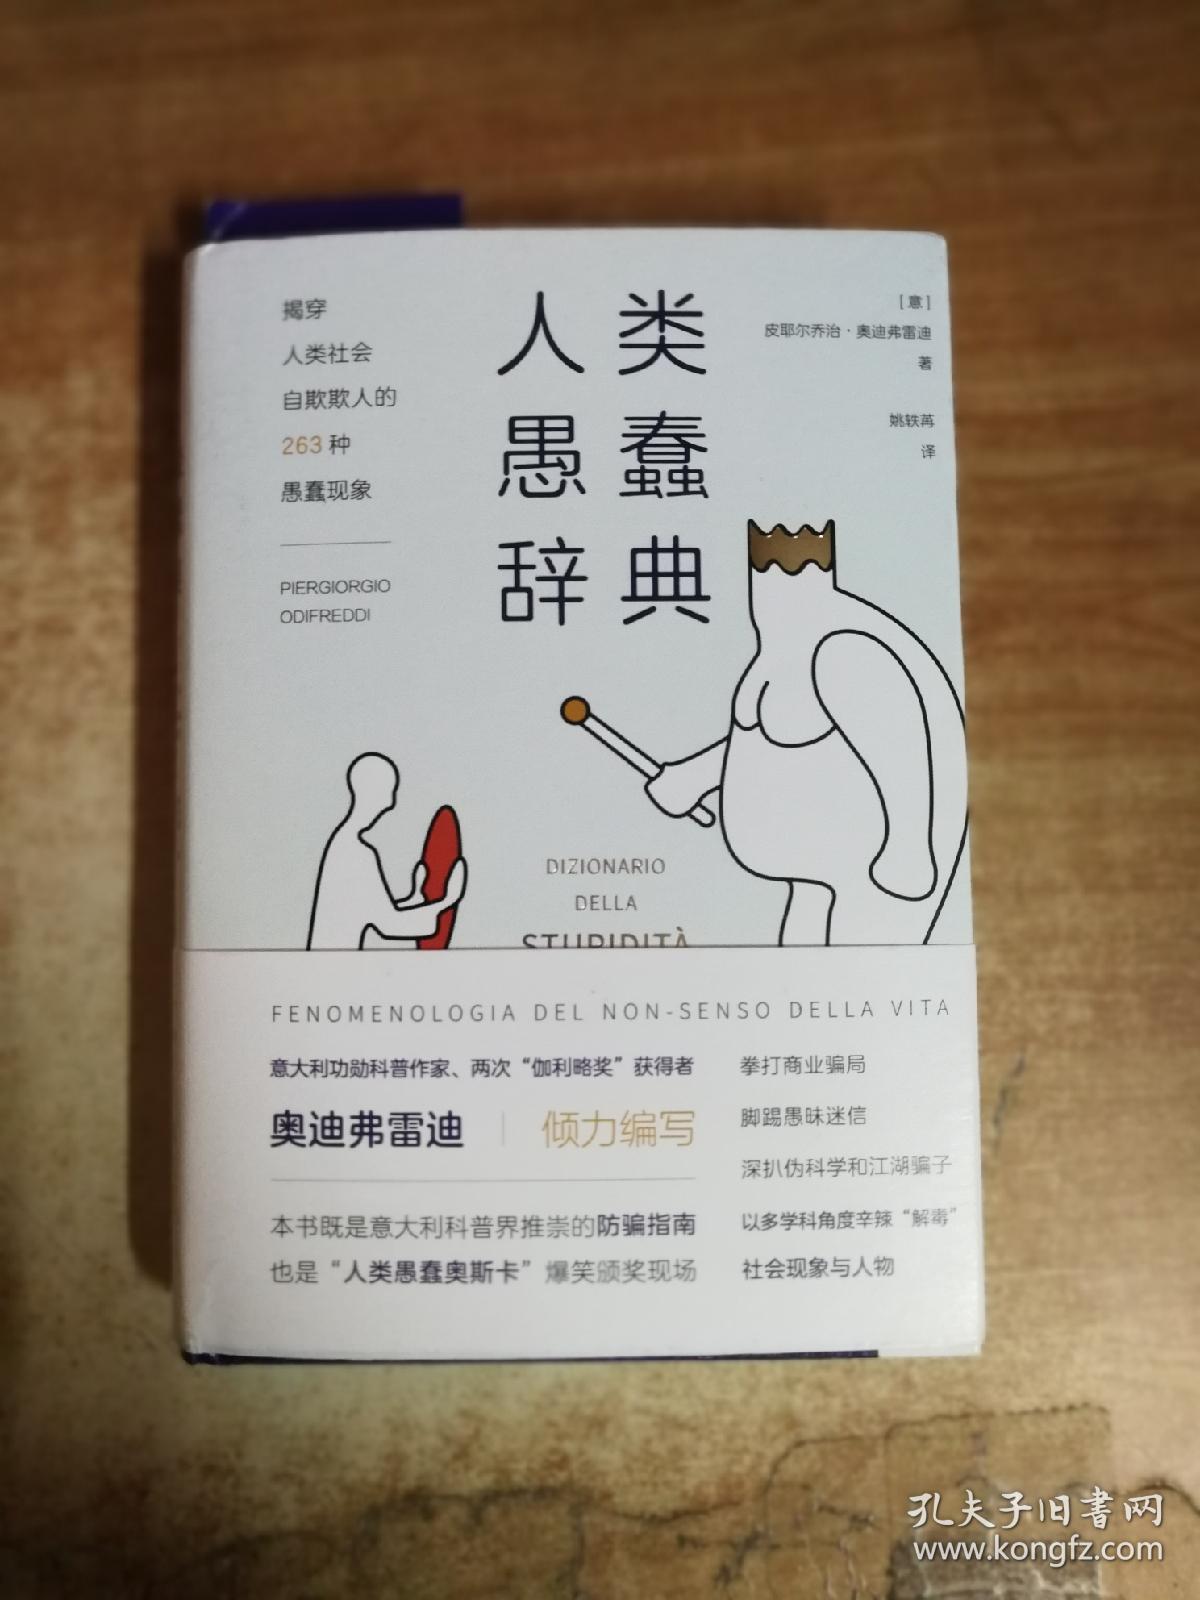 揭穿
人类社会
自欺欺人的
263种
愚蠢现象
PIERGIORGIO
ODIFREDDI
人类
愚蠢
辞典
[意]
皮耶尔乔治·奥迪弗雷迪
著
姚轶苒
译
DIZIONARIO
DELLA
STUPIDITÀ
FENOMENOLOGIA DEL NON-SENSO DELLA VITA
意大利功勋科普作家、两次“伽利略奖”获得者
奥迪弗雷迪 | 倾力编写
本书既是意大利科普界推崇的防骗指南
也是“人类愚蠢奥斯卡”爆笑颁奖现场
拳打商业骗局
脚踢愚昧迷信
深扒伪科学和江湖骗子
以多学科角度辛辣“解毒”
社会现象与人物
孔夫子旧书网
www.kongfz.com